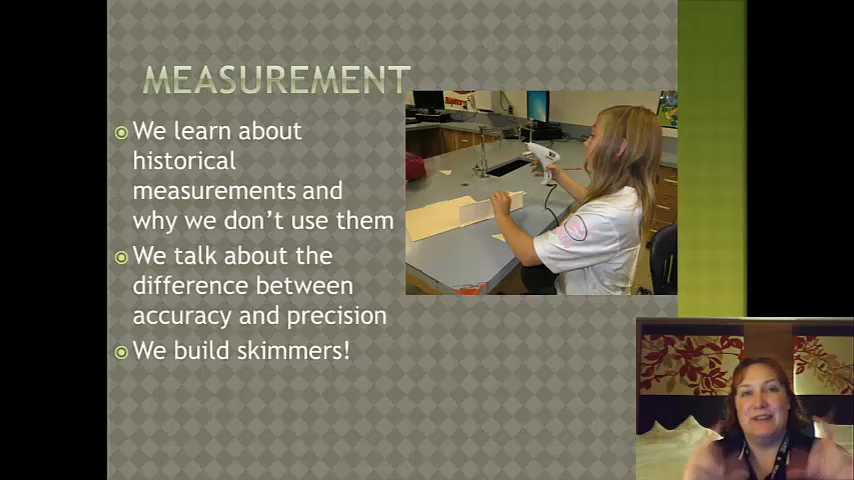 MEASUREMENT
We learn about
historical
measurements and
why we don't use them
We talk about the
difference between
accuracy and precision
We build skimmers!